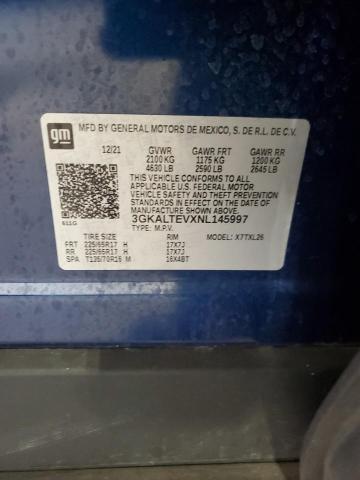 gm
MFD BY GENERAL MOTORS DE MEXICO, S. DE R.L. DE C.V.
12/21 GVWR GAWR FRT GAWR RR
2100 KG 1175 KG 1200 KG
4630 LB 2590 LB 2645 LB
THIS VEHICLE CONFORMS TO ALL
APPLICABLE U.S. FEDERAL MOTOR
VEHICLE SAFETY AND THEFT
PREVENTION STANDARDS IN EFFECT
ON THE DATE OF MANUFACTURE SHOWN ABOVE.
3GKALTEVXNL145997
611G TYPE: M.P.V. MODEL: X7TXL26
TIRE SIZE RIM
FRT 225/65R17 H 17X7J
RR 225/65R17 H 17X7J
SPA T135/70R16 M 16X4BT